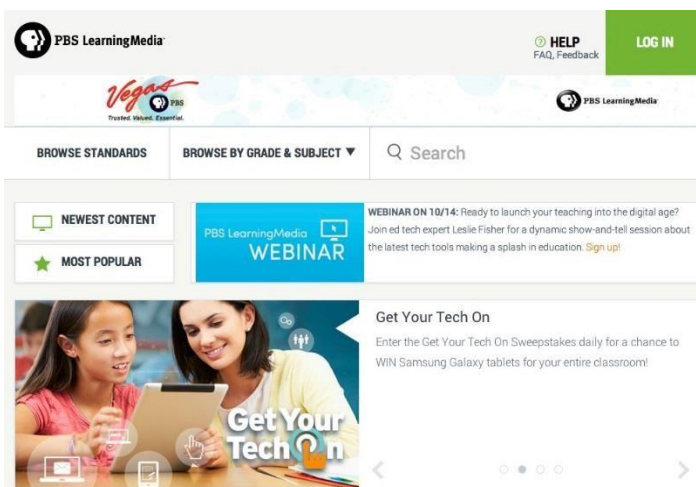 PBS LearningMedia
HELP
FAQ, Feedback
LOG IN
Vegas PBS
Trusted. Valued. Essential.
PBS LearningMedia
BROWSE STANDARDS
BROWSE BY GRADE & SUBJECT ▼
Search
NEWEST CONTENT
MOST POPULAR
PBS LearningMedia
WEBINAR
WEBINAR ON 10/14: Ready to launch your teaching into the digital age?
Join ed tech expert Leslie Fisher for a dynamic show-and-tell session about
the latest tech tools making a splash in education. Sign up!
Get Your
Tech On
Get Your Tech On
Enter the Get Your Tech On Sweepstakes daily for a chance to
WIN Samsung Galaxy tablets for your entire classroom!